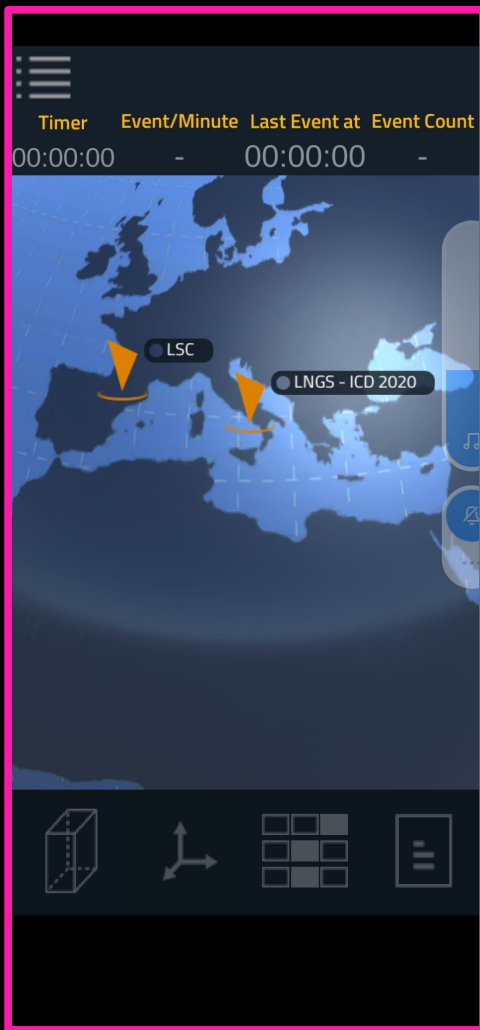 Timer Event/Minute Last Event at Event Count
00:00:00 - 00:00:00 -
LSC
LNGS - ICD 2020